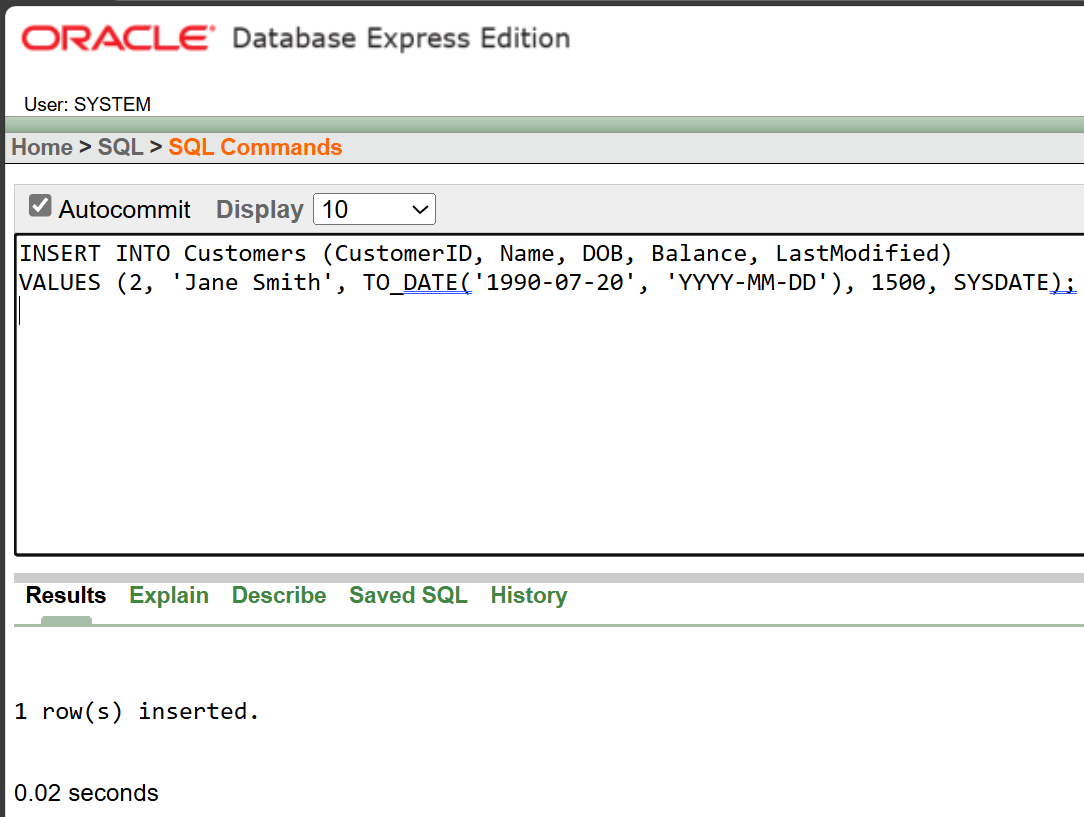 ORACLE Database Express Edition
User: SYSTEM
Home > SQL > SQL Commands
Autocommit Display 10
INSERT INTO Customers (CustomerID, Name, DOB, Balance, LastModified)
VALUES (2, 'Jane Smith', TO_DATE('1990-07-20', 'YYYY-MM-DD'), 1500, SYSDATE);
Results Explain Describe Saved SQL History
1 row(s) inserted.
0.02 seconds